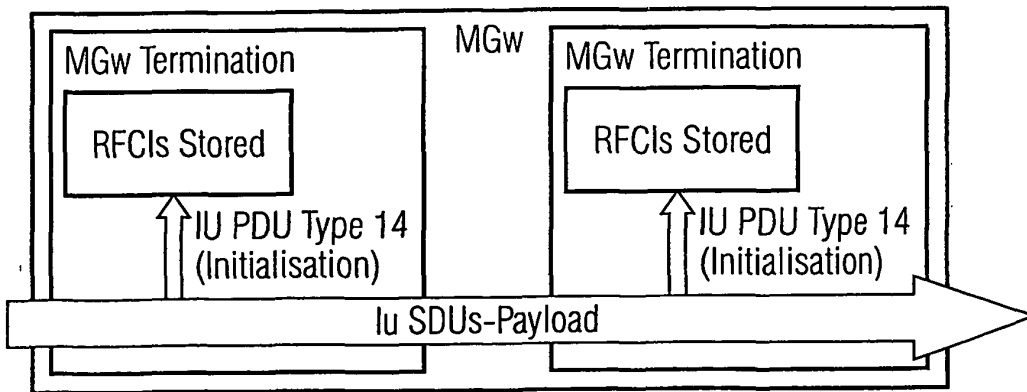 MGw
MGw Termination
RFCIs Stored
IU PDU Type 14
(Initialisation)
MGw Termination
RFCIs Stored
IU PDU Type 14
(Initialisation)
Iu SDUs-Payload